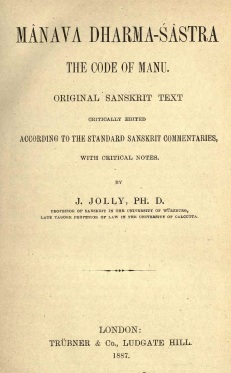 MÂNAVA DHARMA-ŚÂSTRA
THE CODE OF MANU.
ORIGINAL SANSKRIT TEXT
CRITICALLY EDITED
ACCORDING TO THE STANDARD SANSKRIT COMMENTARIES,
WITH CRITICAL NOTES.
BY
J. JOLLY, PH. D.
PROFESSOR OF SANSKRIT IN THE UNIVERSITY OF WÜRZBURG,
LATE TAGORE PROFESSOR OF LAW IN THE UNIVERSITY OF CALCUTTA.
LONDON:
TRÜBNER & Co., LUDGATE HILL.
1887.